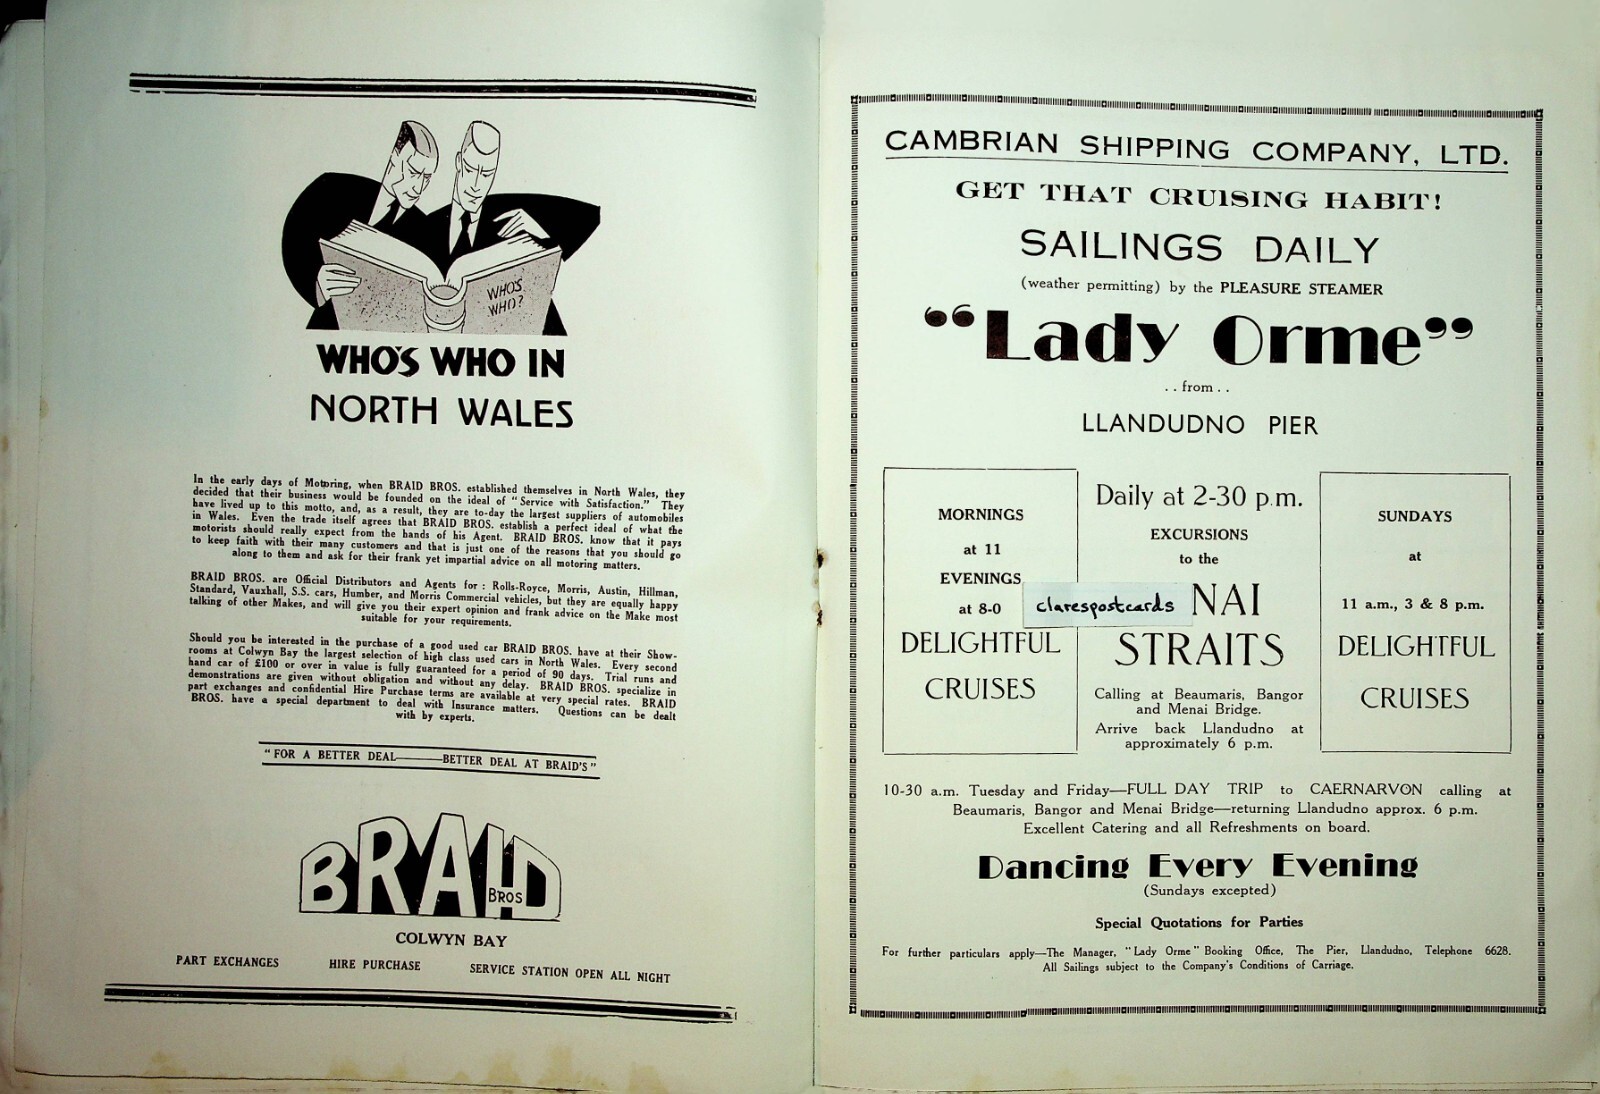 WHO'S
WHO?
WHO'S WHO IN
NORTH WALES
In the early days of Motoring, when BRAID BROS. established themselves in North Wales, they
decided that their business would be founded on the ideal of "Service with Satisfaction." They
have lived up to this motto, and, as a result, they are to-day the largest suppliers of automobiles
in Wales. Even the trade itself agrees that BRAID BROS. establish a perfect ideal of what the
motorists should really expect from the hands of his Agent. BRAID BROS. know that it pays
to keep faith with their many customers and that is just one of the reasons that you should go
along to them and ask for their frank yet impartial advice on all motoring matters.
BRAID BROS. are Official Distributors and Agents for : Rolls-Royce, Morris, Austin, Hillman,
Standard, Vauxhall, S.S. cars, Humber, and Morris Commercial vehicles, but they are equally happy
talking of other Makes, and will give you their expert opinion and frank advice on the Make most
suitable for your requirements.
Should you be interested in the purchase of a good used car BRAID BROS. have at their Show-
rooms at Colwyn Bay the largest selection of high class used cars in North Wales. Every second
hand car of £100 or over in value is fully guaranteed for a period of 90 days. Trial runs and
demonstrations are given without obligation and without any delay. BRAID BROS. specialize in
part exchanges and confidential Hire Purchase terms are available at very special rates. BRAID
BROS. have a special department to deal with Insurance matters. Questions can be dealt
with by experts.
"FOR A BETTER DEAL———BETTER DEAL AT BRAID'S"
BRAID
BROS
COLWYN BAY
PART EXCHANGES HIRE PURCHASE SERVICE STATION OPEN ALL NIGHT
CAMBRIAN SHIPPING COMPANY, LTD.
GET THAT CRUISING HABIT!
SAILINGS DAILY
(weather permitting) by the PLEASURE STEAMER
"Lady Orme"
. . from . .
LLANDUDNO PIER
MORNINGS
at 11
EVENINGS
at 8-0
DELIGHTFUL
CRUISES
Daily at 2-30 p.m.
EXCURSIONS
to the
clarespostcards
NAI
STRAITS
Calling at Beaumaris, Bangor
and Menai Bridge.
Arrive back Llandudno at
approximately 6 p.m.
SUNDAYS
at
11 a.m., 3 & 8 p.m.
DELIGHTFUL
CRUISES
10-30 a.m. Tuesday and Friday—FULL DAY TRIP to CAERNARVON calling at
Beaumaris, Bangor and Menai Bridge—returning Llandudno approx. 6 p.m.
Excellent Catering and all Refreshments on board.
Dancing Every Evening
(Sundays excepted)
Special Quotations for Parties
For further particulars apply—The Manager, "Lady Orme" Booking Office, The Pier, Llandudno, Telephone 6628.
All Sailings subject to the Company's Conditions of Carriage.